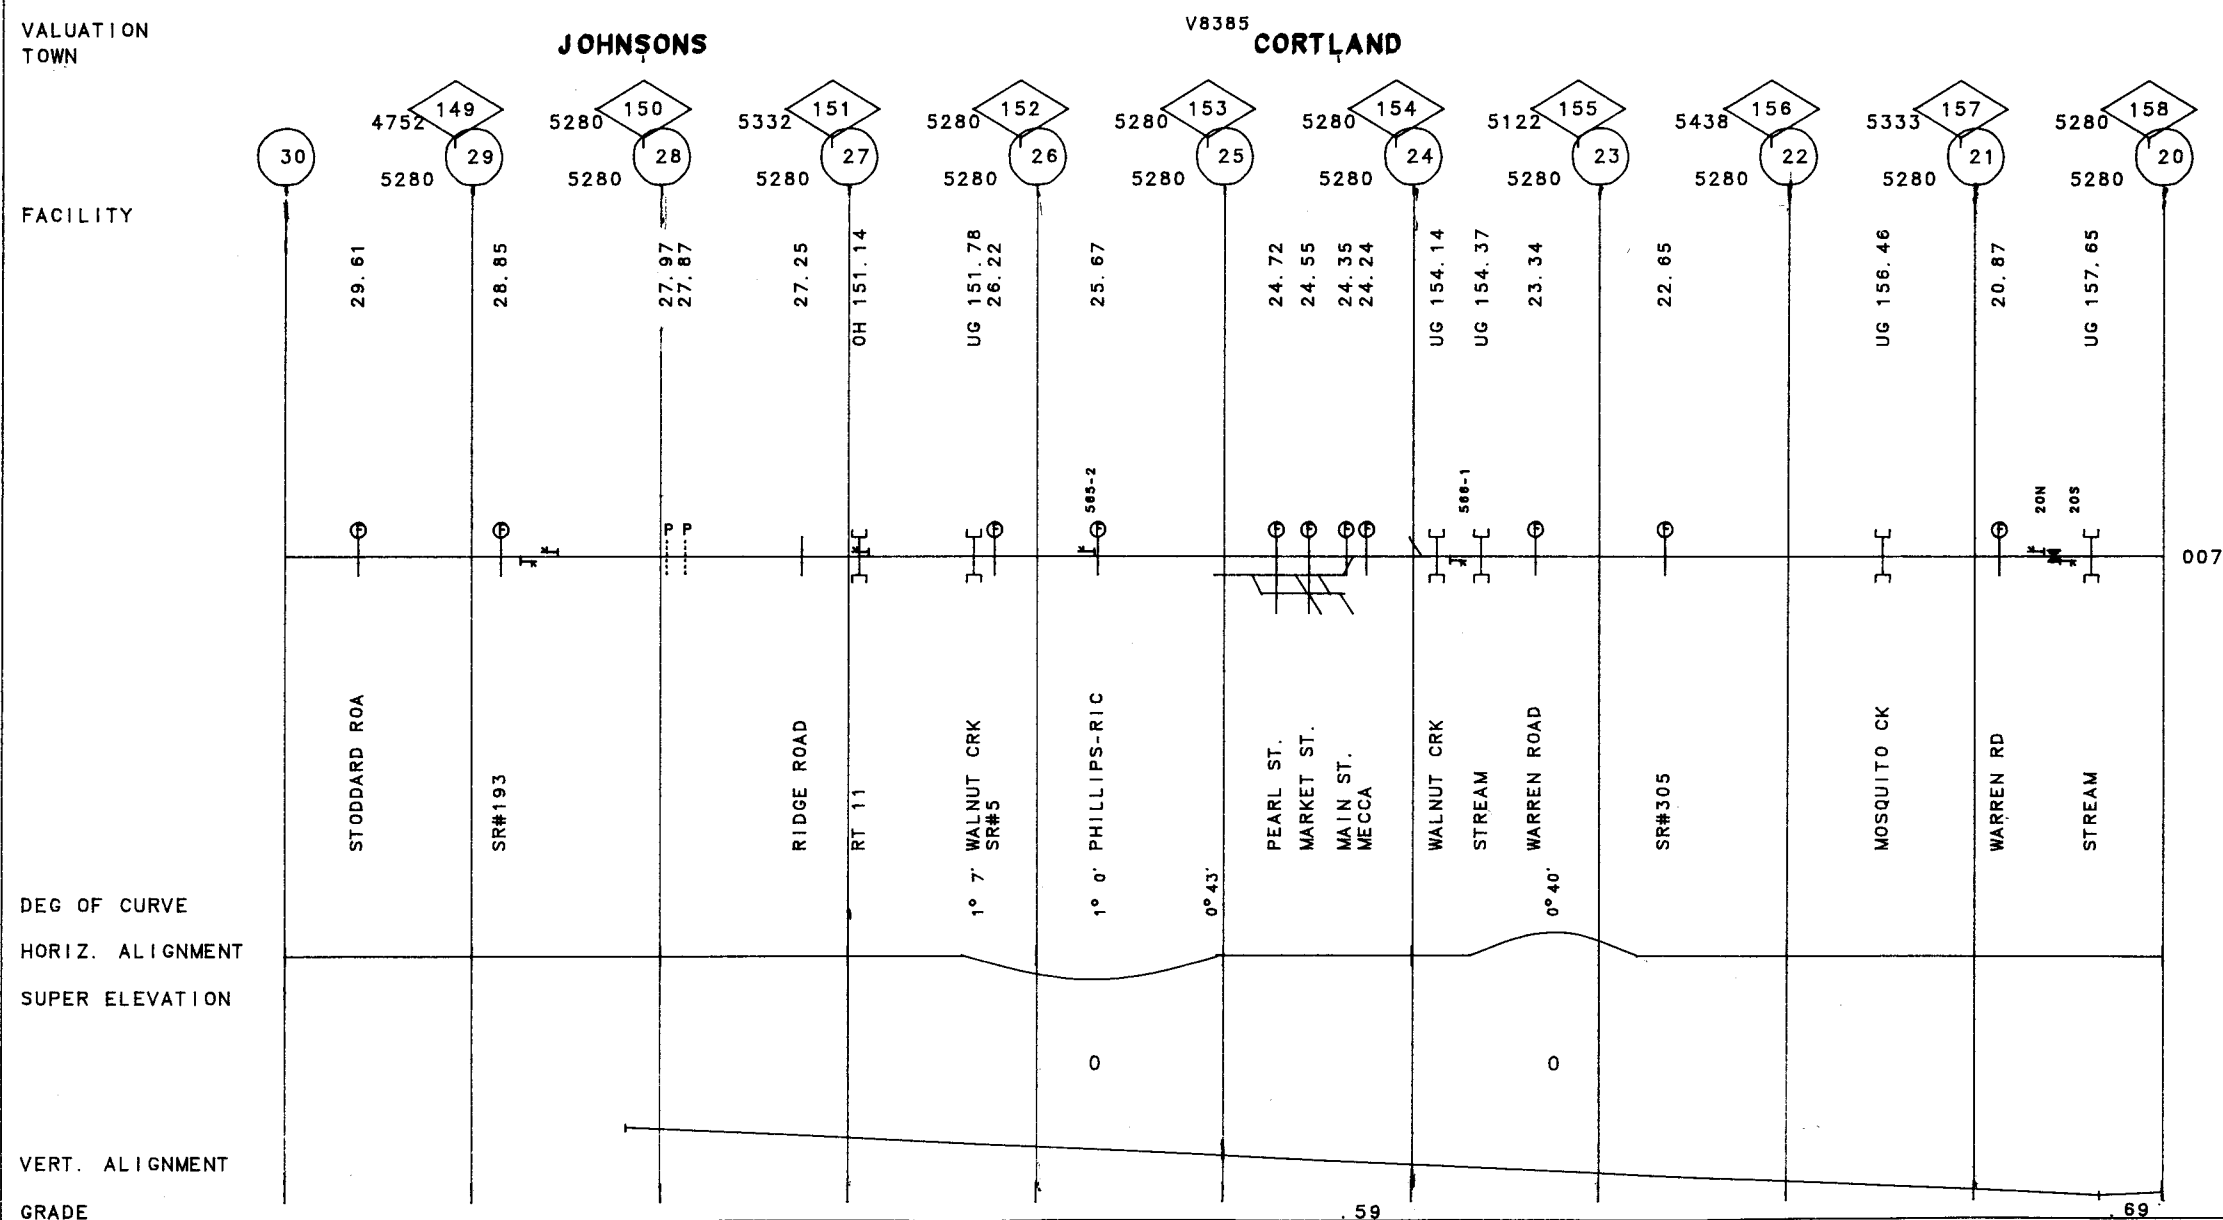 VALUATION V8385
TOWN JOHNSONS CORTLAND
149 150 151 152 153 154 155 156 157 158
4752 5280 5332 5280 5280 5280 5122 5438 5333 5280
30 29 28 27 26 25 24 23 22 21 20
5280 5280 5280 5280 5280 5280 5280 5280 5280 5280
FACILITY
29.61
28.85
27.97
27.87
27.25
OH 151.14
UG 151.78
26.22
25.67
24.72
24.55
24.35
24.24
UG 154.14
UG 154.37
23.34
22.65
UG 156.46
20.87
UG 157.65
P P
20N
20S
007
STODDARD ROA
SR#193
RIDGE ROAD
RT 11
WALNUT CRK
SR#5
PHILLIPS-RIC
PEARL ST.
MARKET ST.
MAIN ST.
MECCA
WALNUT CRK
STREAM
WARREN ROAD
SR#305
MOSQUITO CK
WARREN RD
STREAM
DEG OF CURVE 1° 7' 1° 0' 0° 43' 0° 40'
HORIZ. ALIGNMENT
SUPER ELEVATION
0 0
VERT. ALIGNMENT
GRADE .59 .69